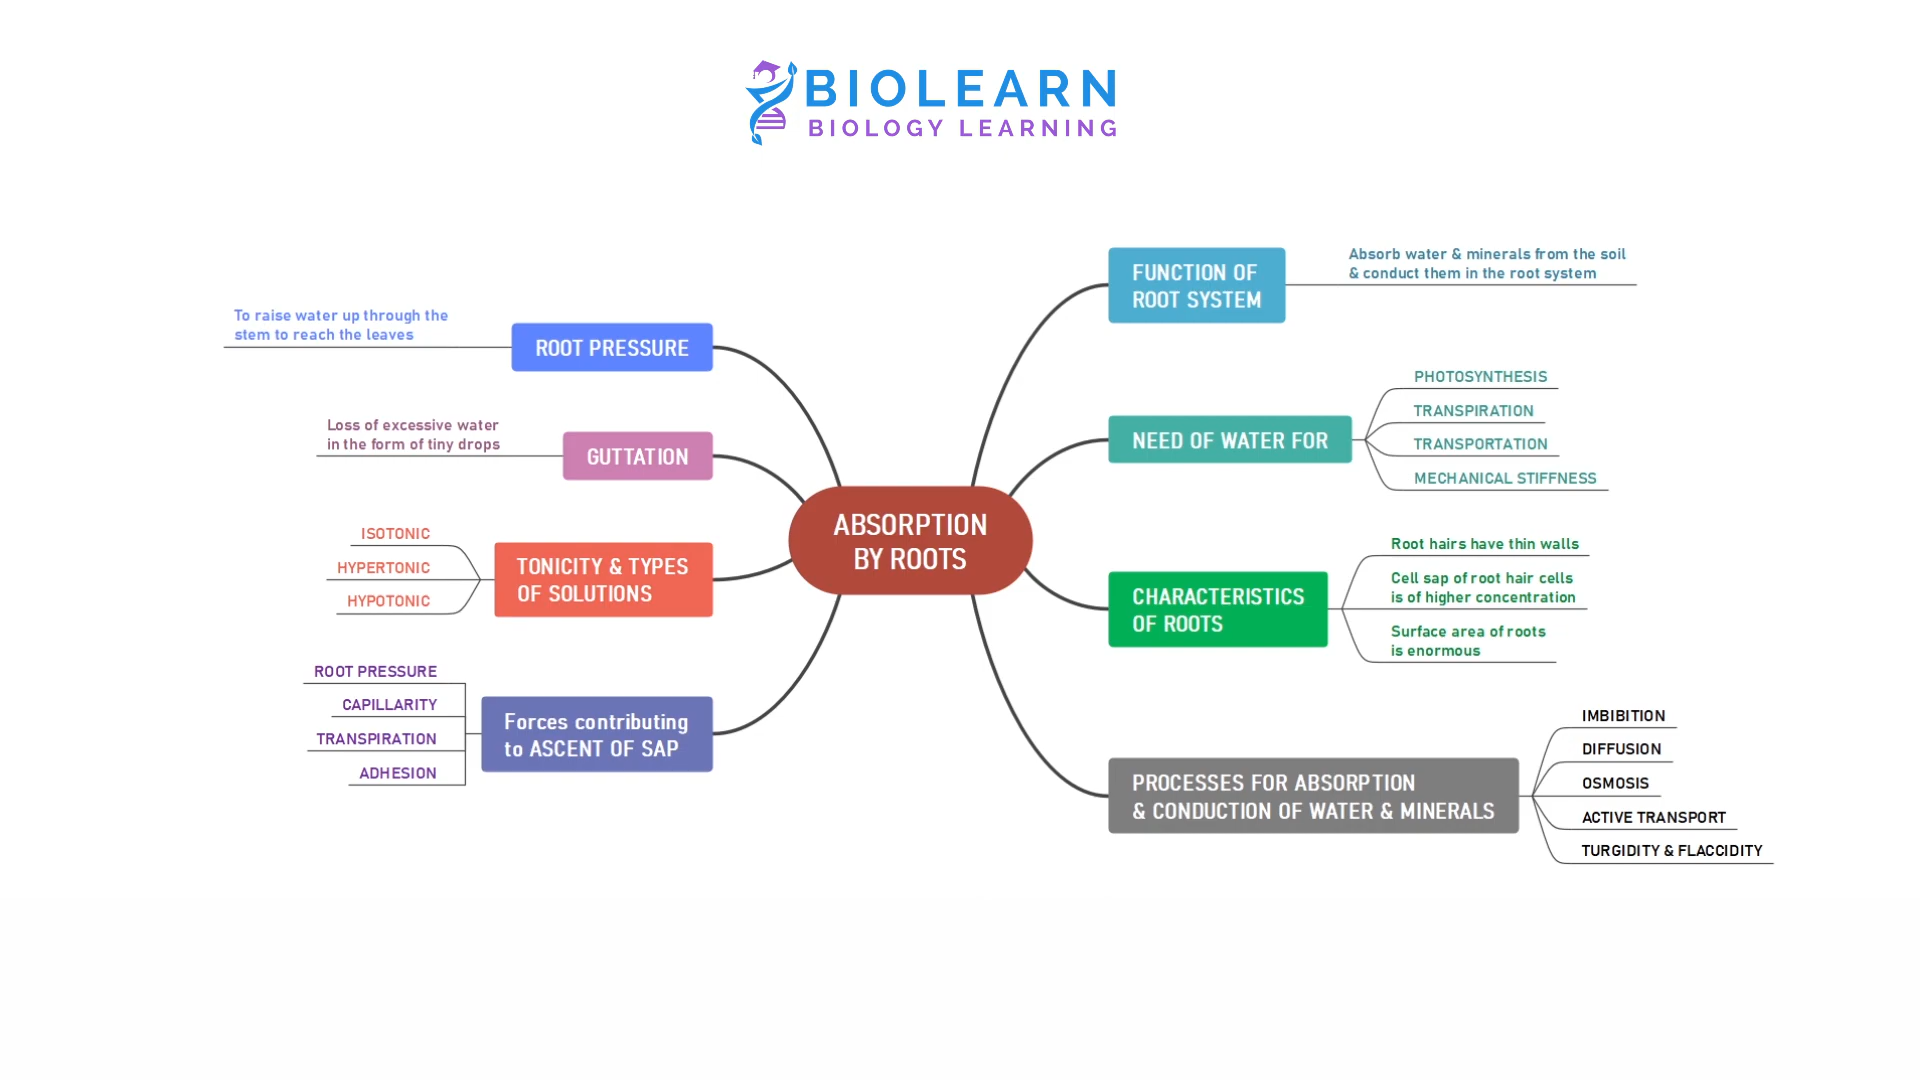 BIOLEARN
BIOLOGY LEARNING
ABSORPTION
BY ROOTS
FUNCTION OF
ROOT SYSTEM
Absorb water & minerals from the soil
& conduct them in the root system
NEED OF WATER FOR
PHOTOSYNTHESIS
TRANSPIRATION
TRANSPORTATION
MECHANICAL STIFFNESS
CHARACTERISTICS
OF ROOTS
Root hairs have thin walls
Cell sap of root hair cells
is of higher concentration
Surface area of roots
is enormous
PROCESSES FOR ABSORPTION
& CONDUCTION OF WATER & MINERALS
IMBIBITION
DIFFUSION
OSMOSIS
ACTIVE TRANSPORT
TURGIDITY & FLACCIDITY
ROOT PRESSURE
To raise water up through the
stem to reach the leaves
GUTTATION
Loss of excessive water
in the form of tiny drops
TONICITY & TYPES
OF SOLUTIONS
ISOTONIC
HYPERTONIC
HYPOTONIC
Forces contributing
to ASCENT OF SAP
ROOT PRESSURE
CAPILLARITY
TRANSPIRATION
ADHESION